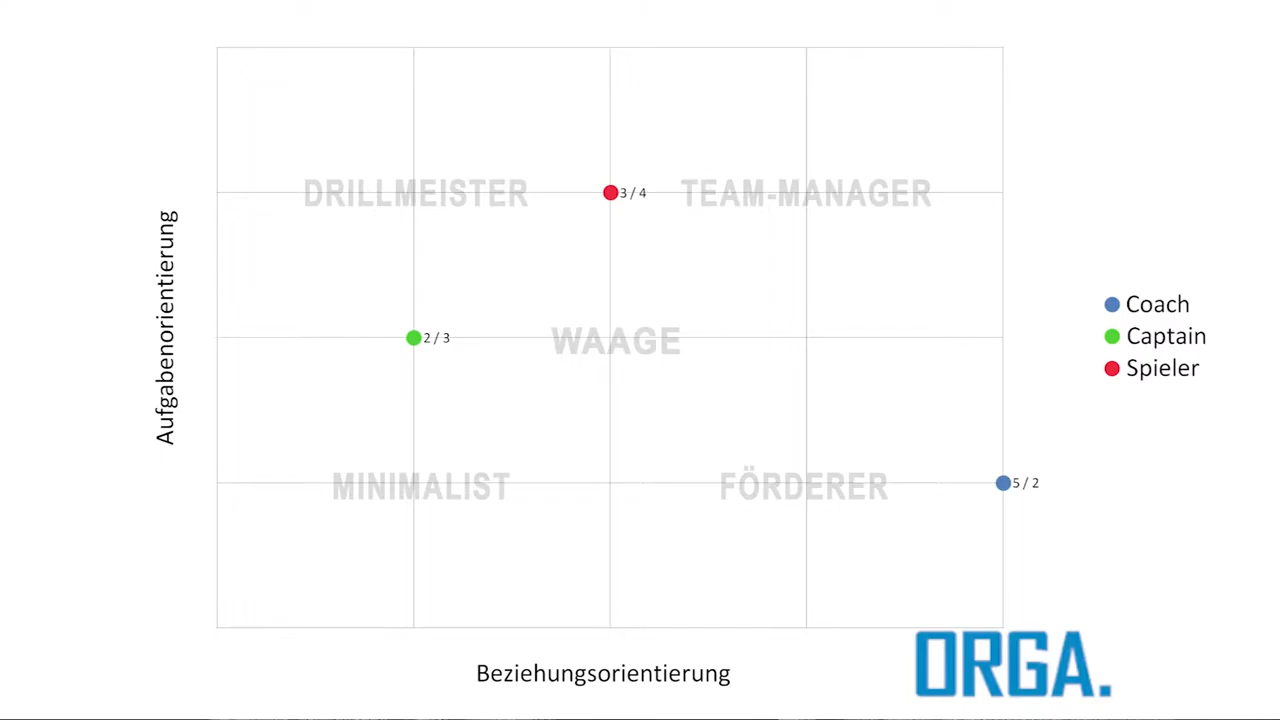 DRILLMEISTER
3 / 4
TEAM-MANAGER
Aufgabenorientierung
2 / 3
WAAGE
Coach
Captain
Spieler
MINIMALIST
FÖRDERER
5 / 2
Beziehungsorientierung
ORGA.